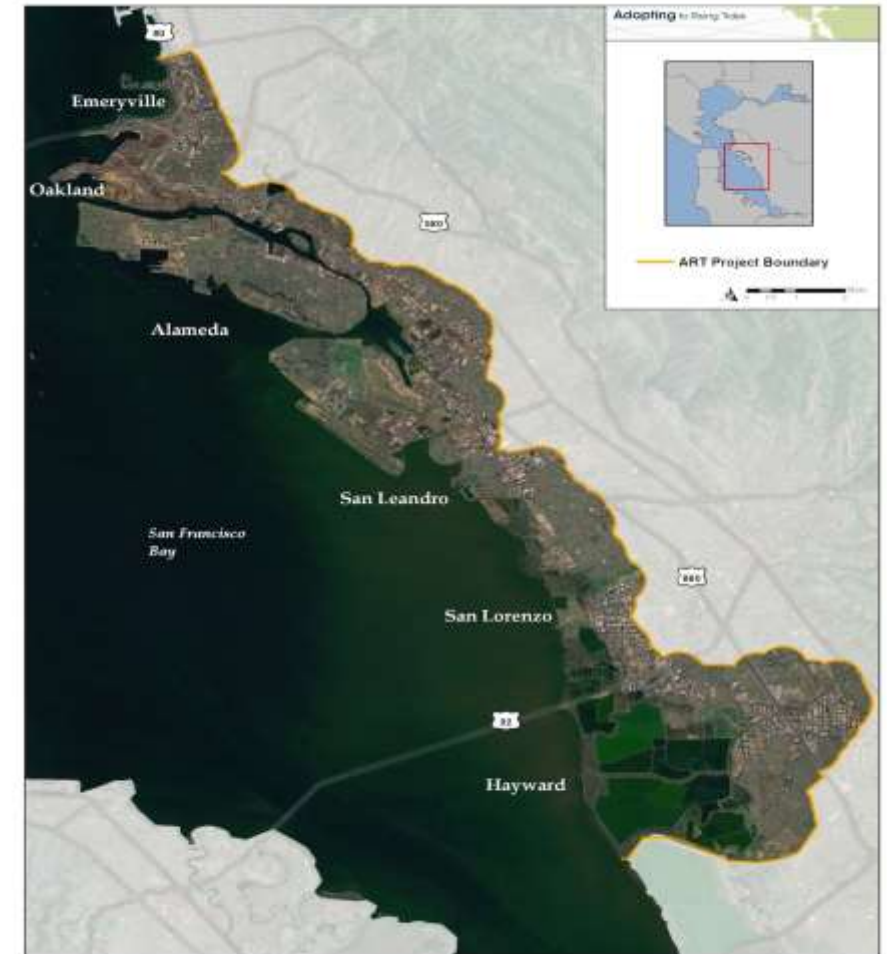 Adapting to Rising Tides
ART Project Boundary
80
Emeryville
Oakland
580
Alameda
San Leandro
San Francisco
Bay
880
San Lorenzo
92
Hayward